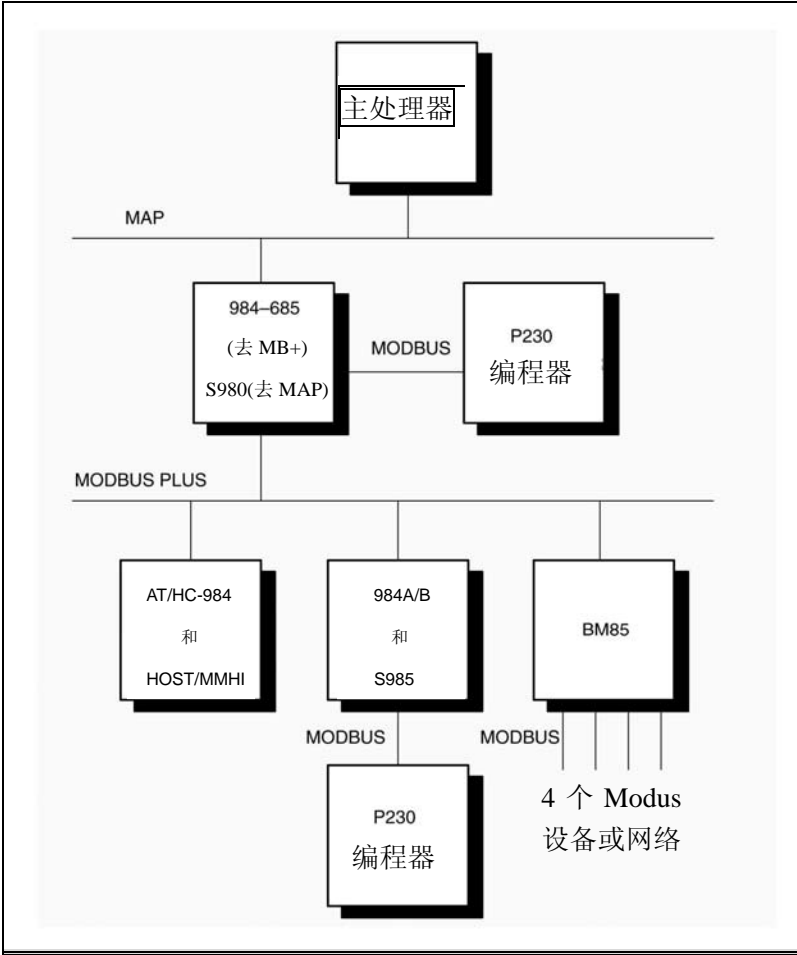 主处理器
MAP
984–685
(去 MB+)
S980(去 MAP)
MODBUS
P230
编程器
MODBUS PLUS
AT/HC-984
和
HOST/MMHI
984A/B
和
S985
BM85
MODBUS
MODBUS
P230
编程器
4 个 Modus
设备或网络